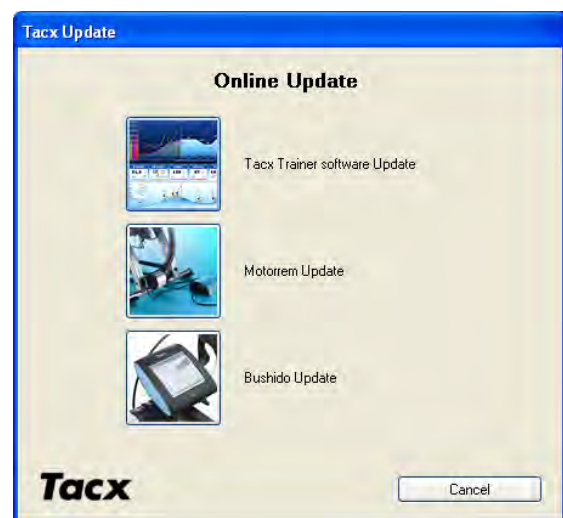 Tacx Update
Online Update
Tacx Trainer software Update
Motorrem Update
Bushido Update
Tacx
Cancel